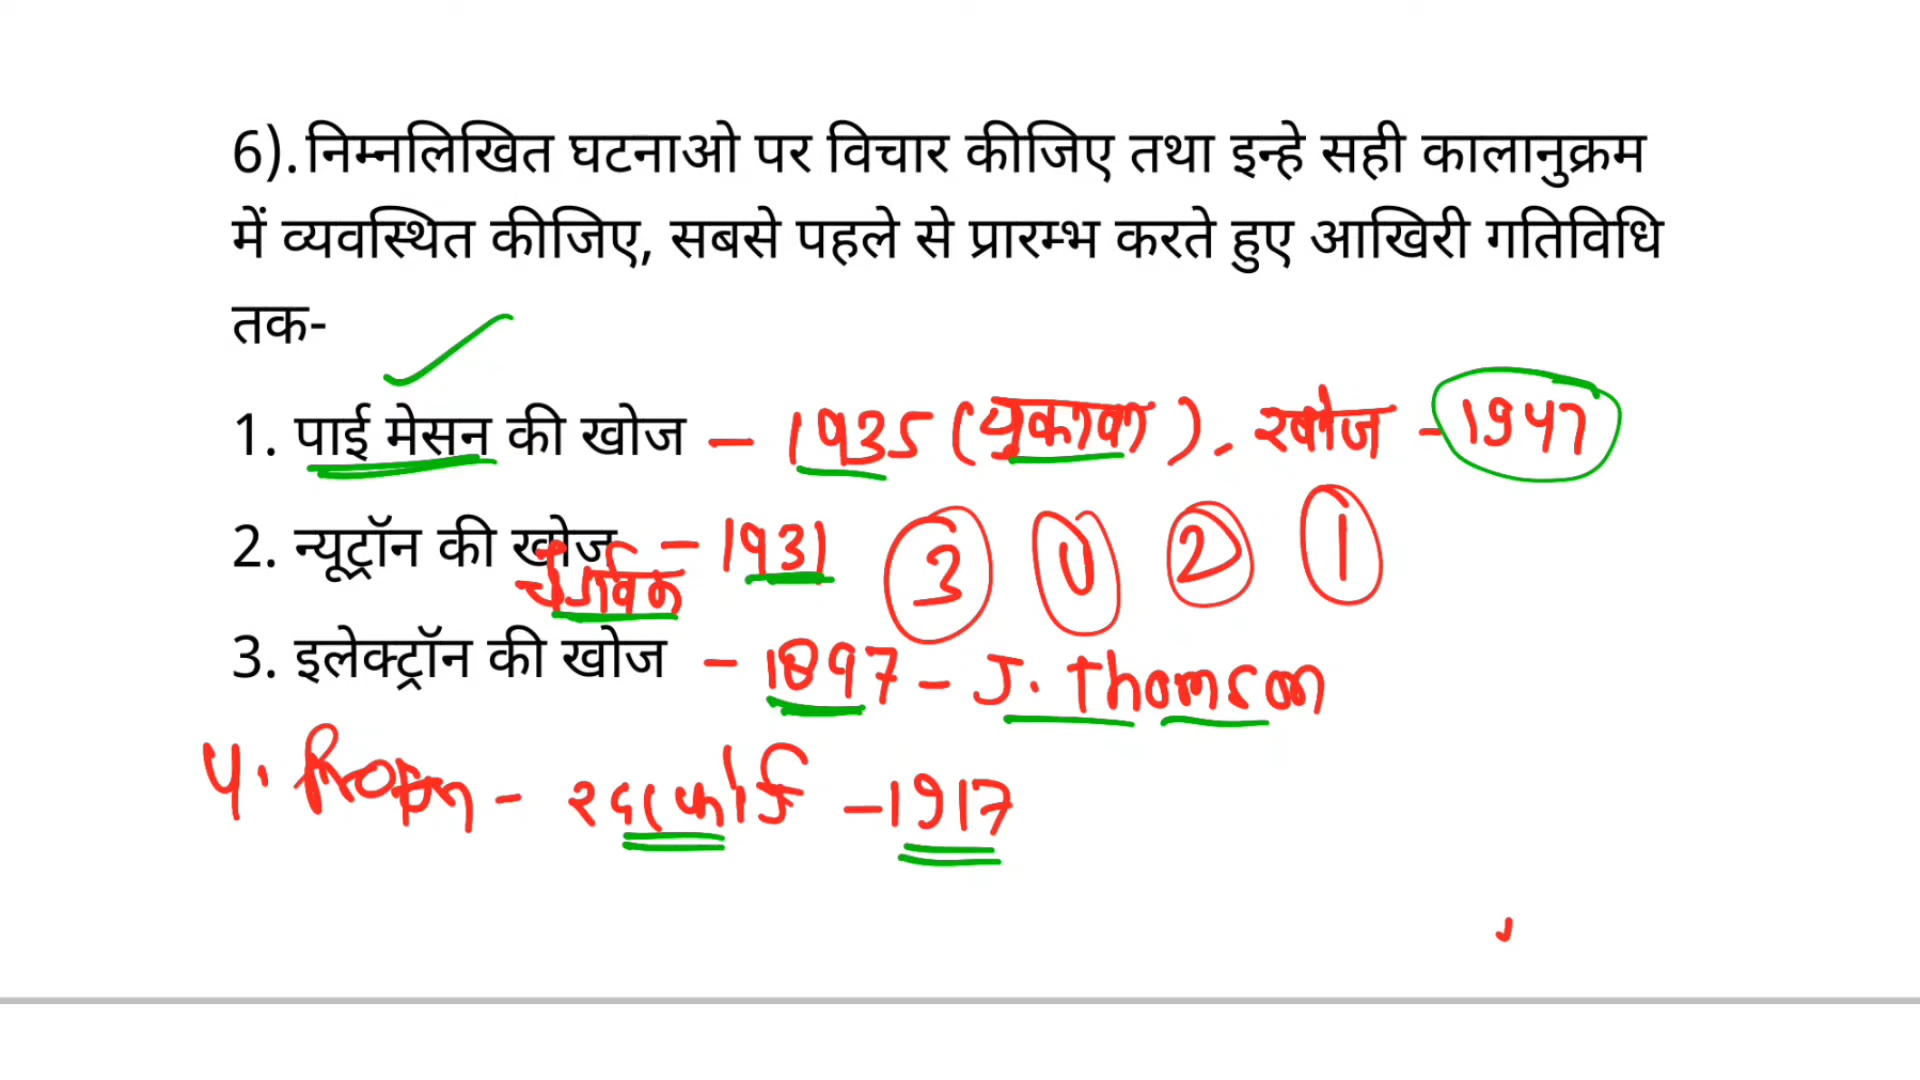 6). निम्नलिखित घटनाओ पर विचार कीजिए तथा इन्हे सही कालानुक्रम
में व्यवस्थित कीजिए, सबसे पहले से प्रारम्भ करते हुए आखिरी गतिविधि
तक-
1. पाई मेसन की खोज – 1935 (युकावा). खोज - 1947
2. न्यूट्रॉन की खोज – 1931 3 4 2 1
चैडविक
3. इलेक्ट्रॉन की खोज – 1897 – J. Thomson
4. Proton - रदरफोर्ड – 1917